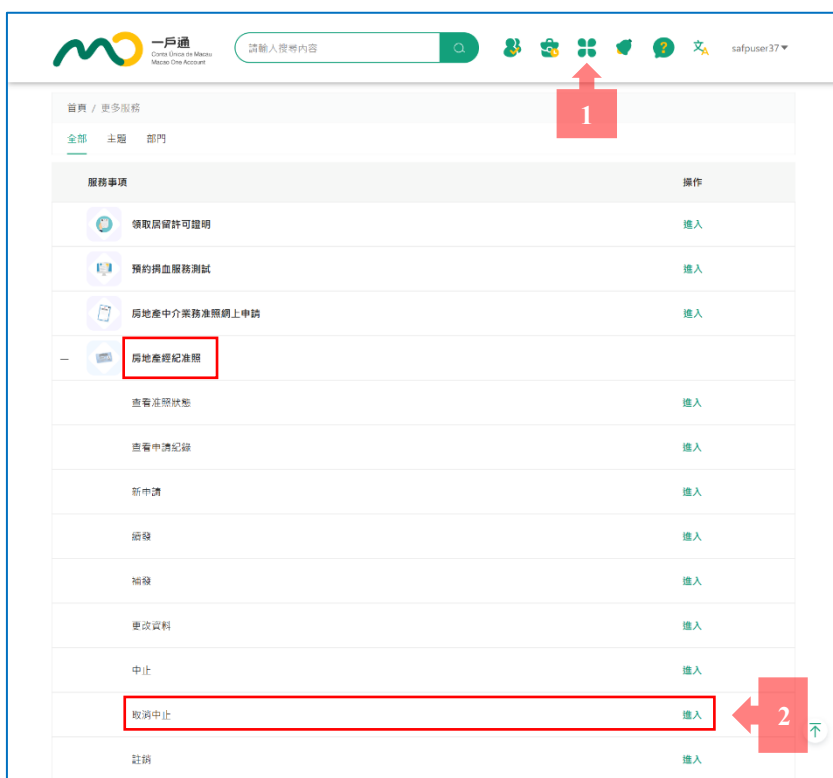 一戶通
Conta Única de Macau
Macao One Account
請輸入搜尋內容
safpuser37
1
首頁 / 更多服務
全部 主題 部門
服務事項 操作
領取居留許可證明 進入
預約捐血服務測試 進入
房地產中介業務准照網上申請 進入
房地產經紀准照
查看准照狀態 進入
查看申請紀錄 進入
新申請 進入
續發 進入
補發 進入
更改資料 進入
中止 進入
取消中止 進入
2
註銷 進入